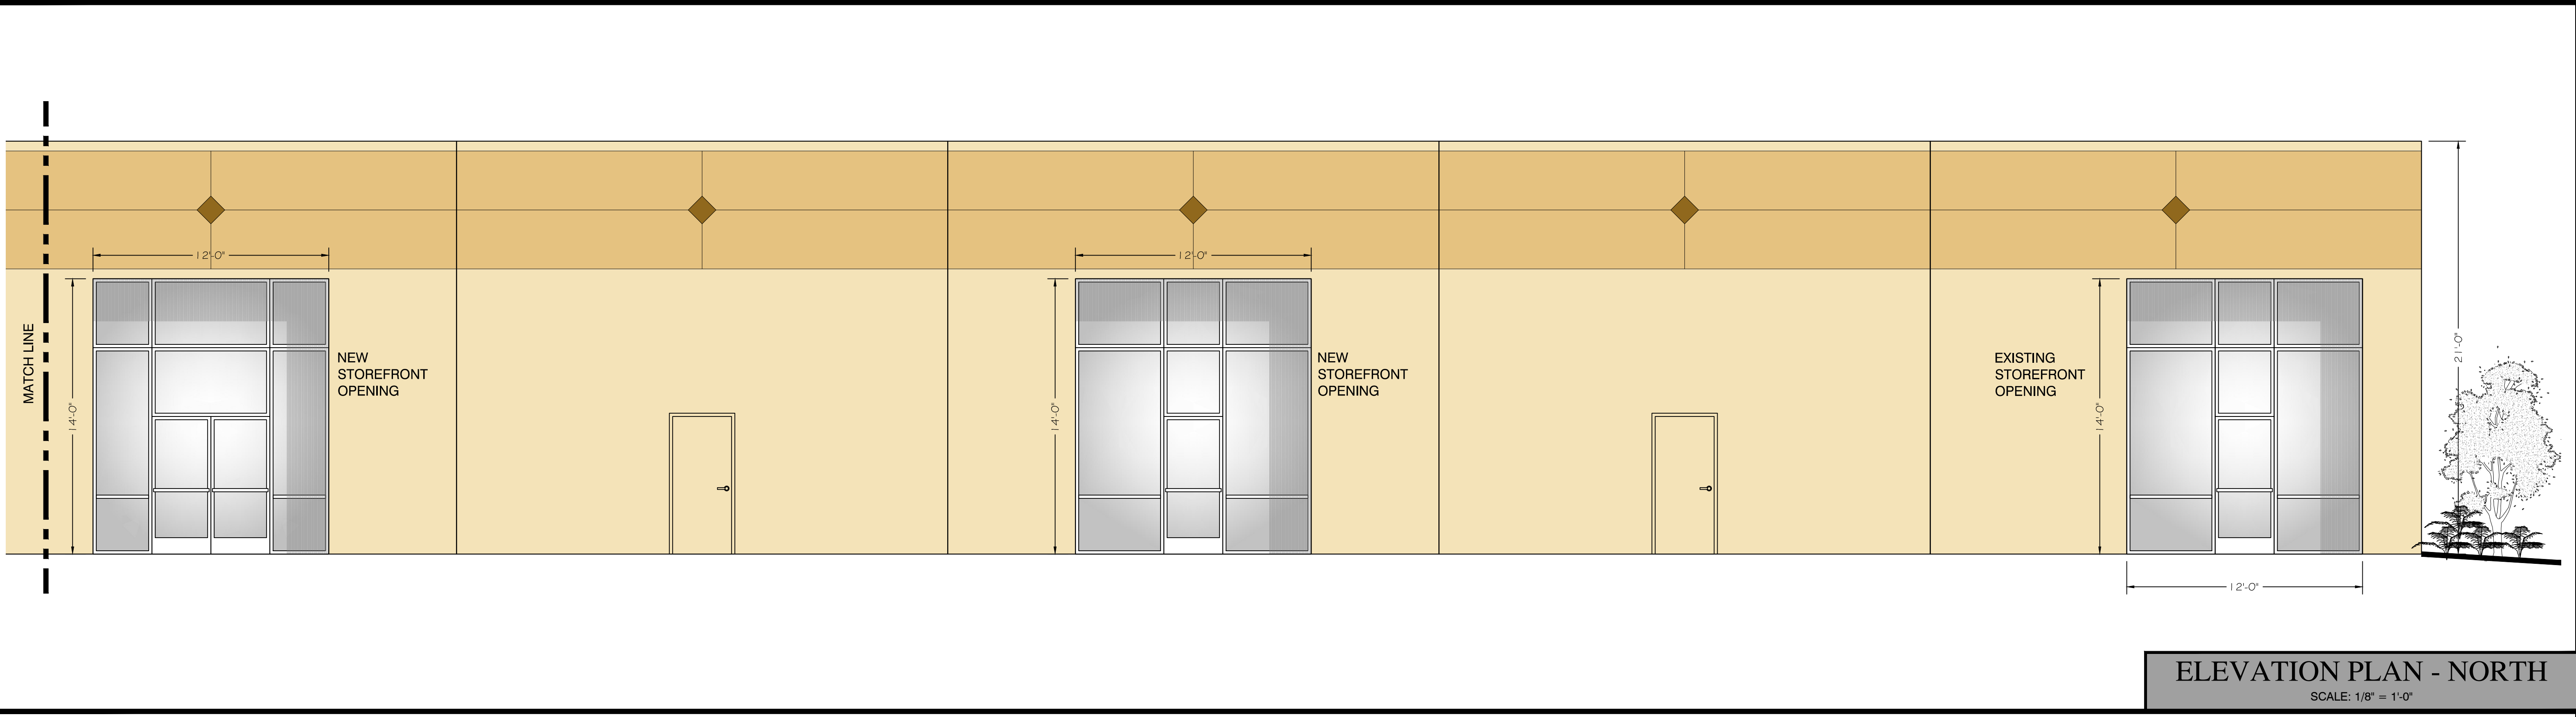 12'-0"
12'-0"
MATCH LINE
14'-0"
NEW
STOREFRONT
OPENING
14'-0"
NEW
STOREFRONT
OPENING
EXISTING
STOREFRONT
OPENING
14'-0"
21'-0"
12'-0"
ELEVATION PLAN - NORTH
SCALE: 1/8" = 1'-0"